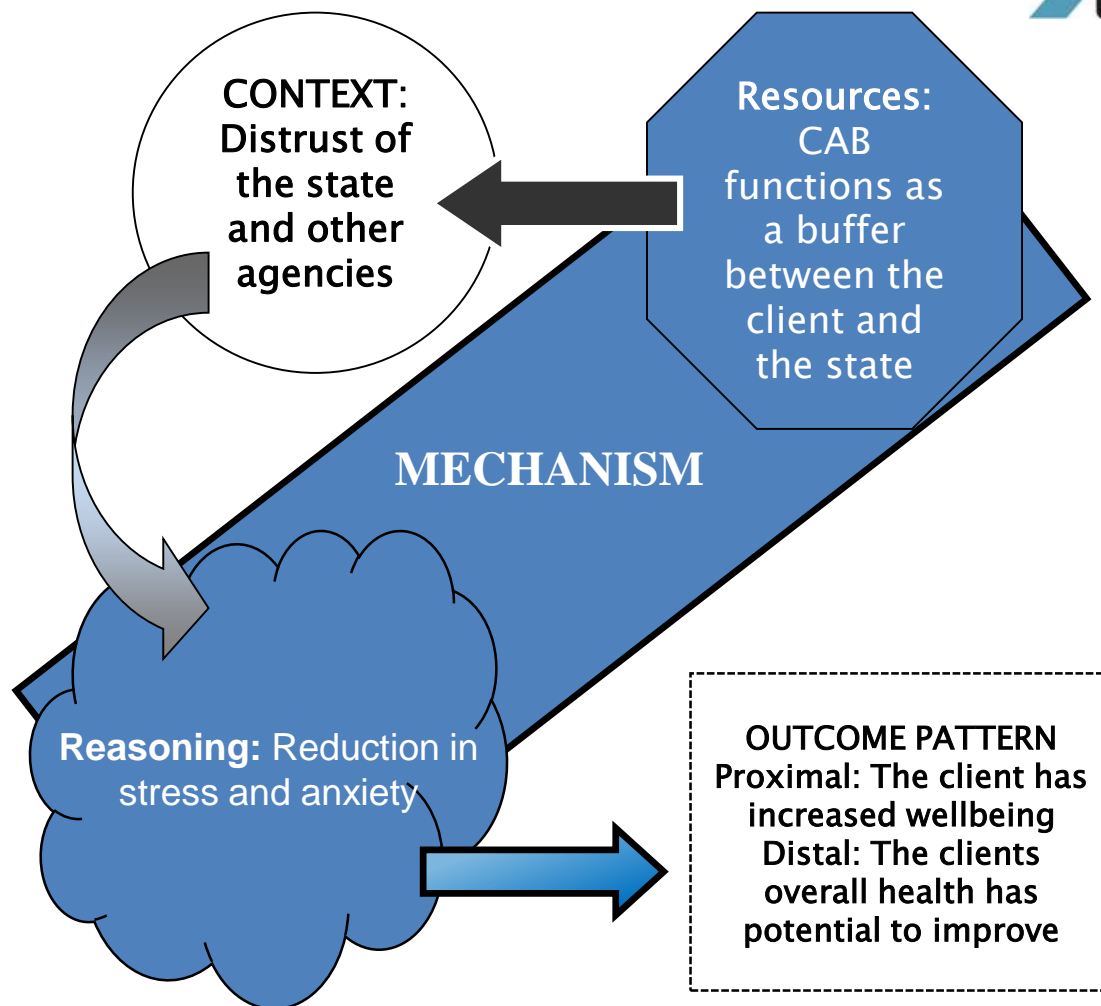 CONTEXT:
Distrust of
the state
and other
agencies
Resources:
CAB
functions as
a buffer
between the
client and
the state
MECHANISM
Reasoning: Reduction in
stress and anxiety
OUTCOME PATTERN
Proximal: The client has
increased wellbeing
Distal: The clients
overall health has
potential to improve